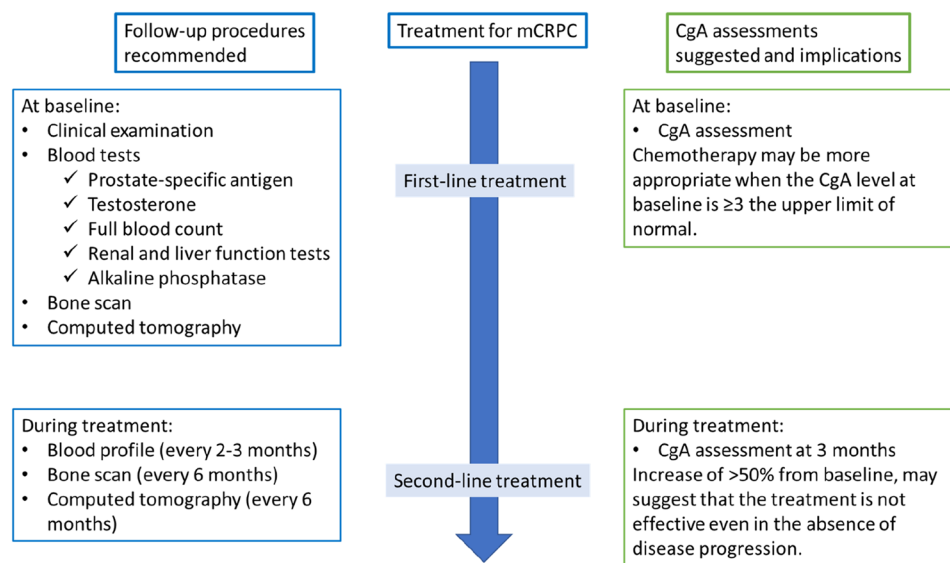 Follow-up procedures
recommended
Treatment for mCRPC
CgA assessments
suggested and implications
At baseline:
• Clinical examination
• Blood tests
✓ Prostate-specific antigen
✓ Testosterone
✓ Full blood count
✓ Renal and liver function tests
✓ Alkaline phosphatase
• Bone scan
• Computed tomography
First-line treatment
At baseline:
• CgA assessment
Chemotherapy may be more
appropriate when the CgA level at
baseline is ≥3 the upper limit of
normal.
During treatment:
• Blood profile (every 2-3 months)
• Bone scan (every 6 months)
• Computed tomography (every 6
months)
Second-line treatment
During treatment:
• CgA assessment at 3 months
Increase of >50% from baseline, may
suggest that the treatment is not
effective even in the absence of
disease progression.